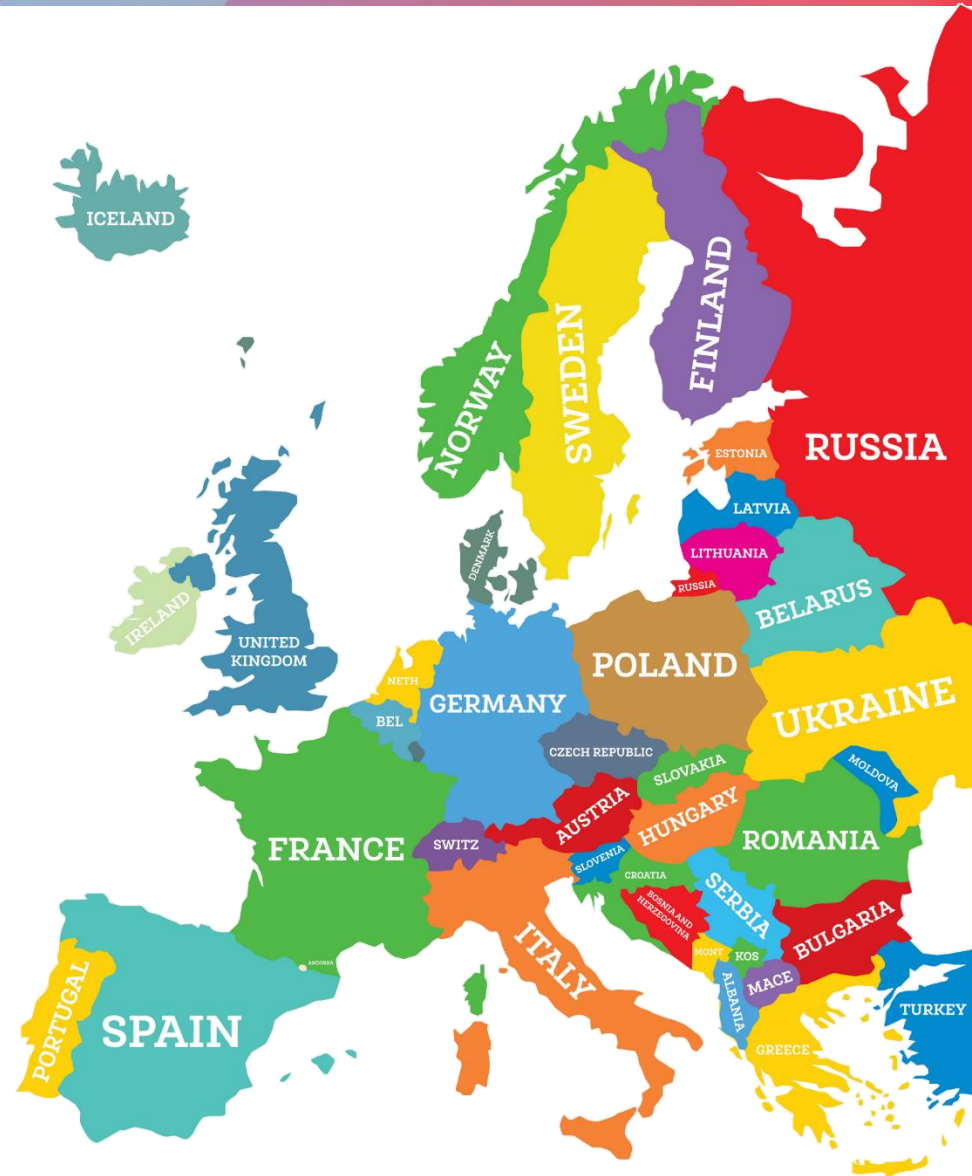 ICELAND
NORWAY
SWEDEN
FINLAND
RUSSIA
ESTONIA
LATVIA
LITHUANIA
RUSSIA
BELARUS
DENMARK
IRELAND
UNITED
KINGDOM
NETH
BEL
GERMANY
POLAND
UKRAINE
CZECH REPUBLIC
SLOVAKIA
MOLDOVA
FRANCE
SWITZ
AUSTRIA
HUNGARY
ROMANIA
SLOVENIA
CROATIA
BOSNIA AND
HERZEGOVINA
SERBIA
BULGARIA
ITALY
MONT
KOS
MACE
ALBANIA
GREECE
TURKEY
ANDORRA
PORTUGAL
SPAIN